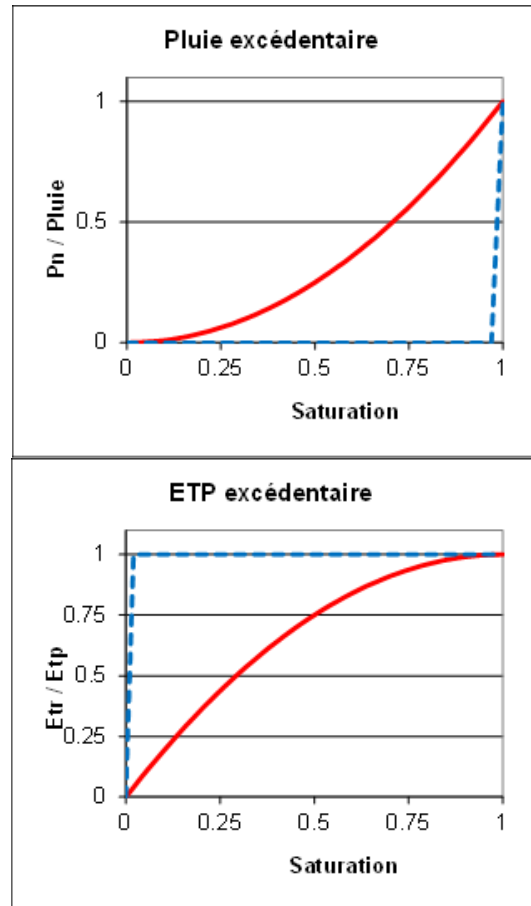 Pluie excédentaire
1
0.5
0
Pn / Pluie
0 0.25 0.5 0.75 1
Saturation
ETP excédentaire
1
0.75
0.5
0.25
0
Etr / Etp
0 0.25 0.5 0.75 1
Saturation